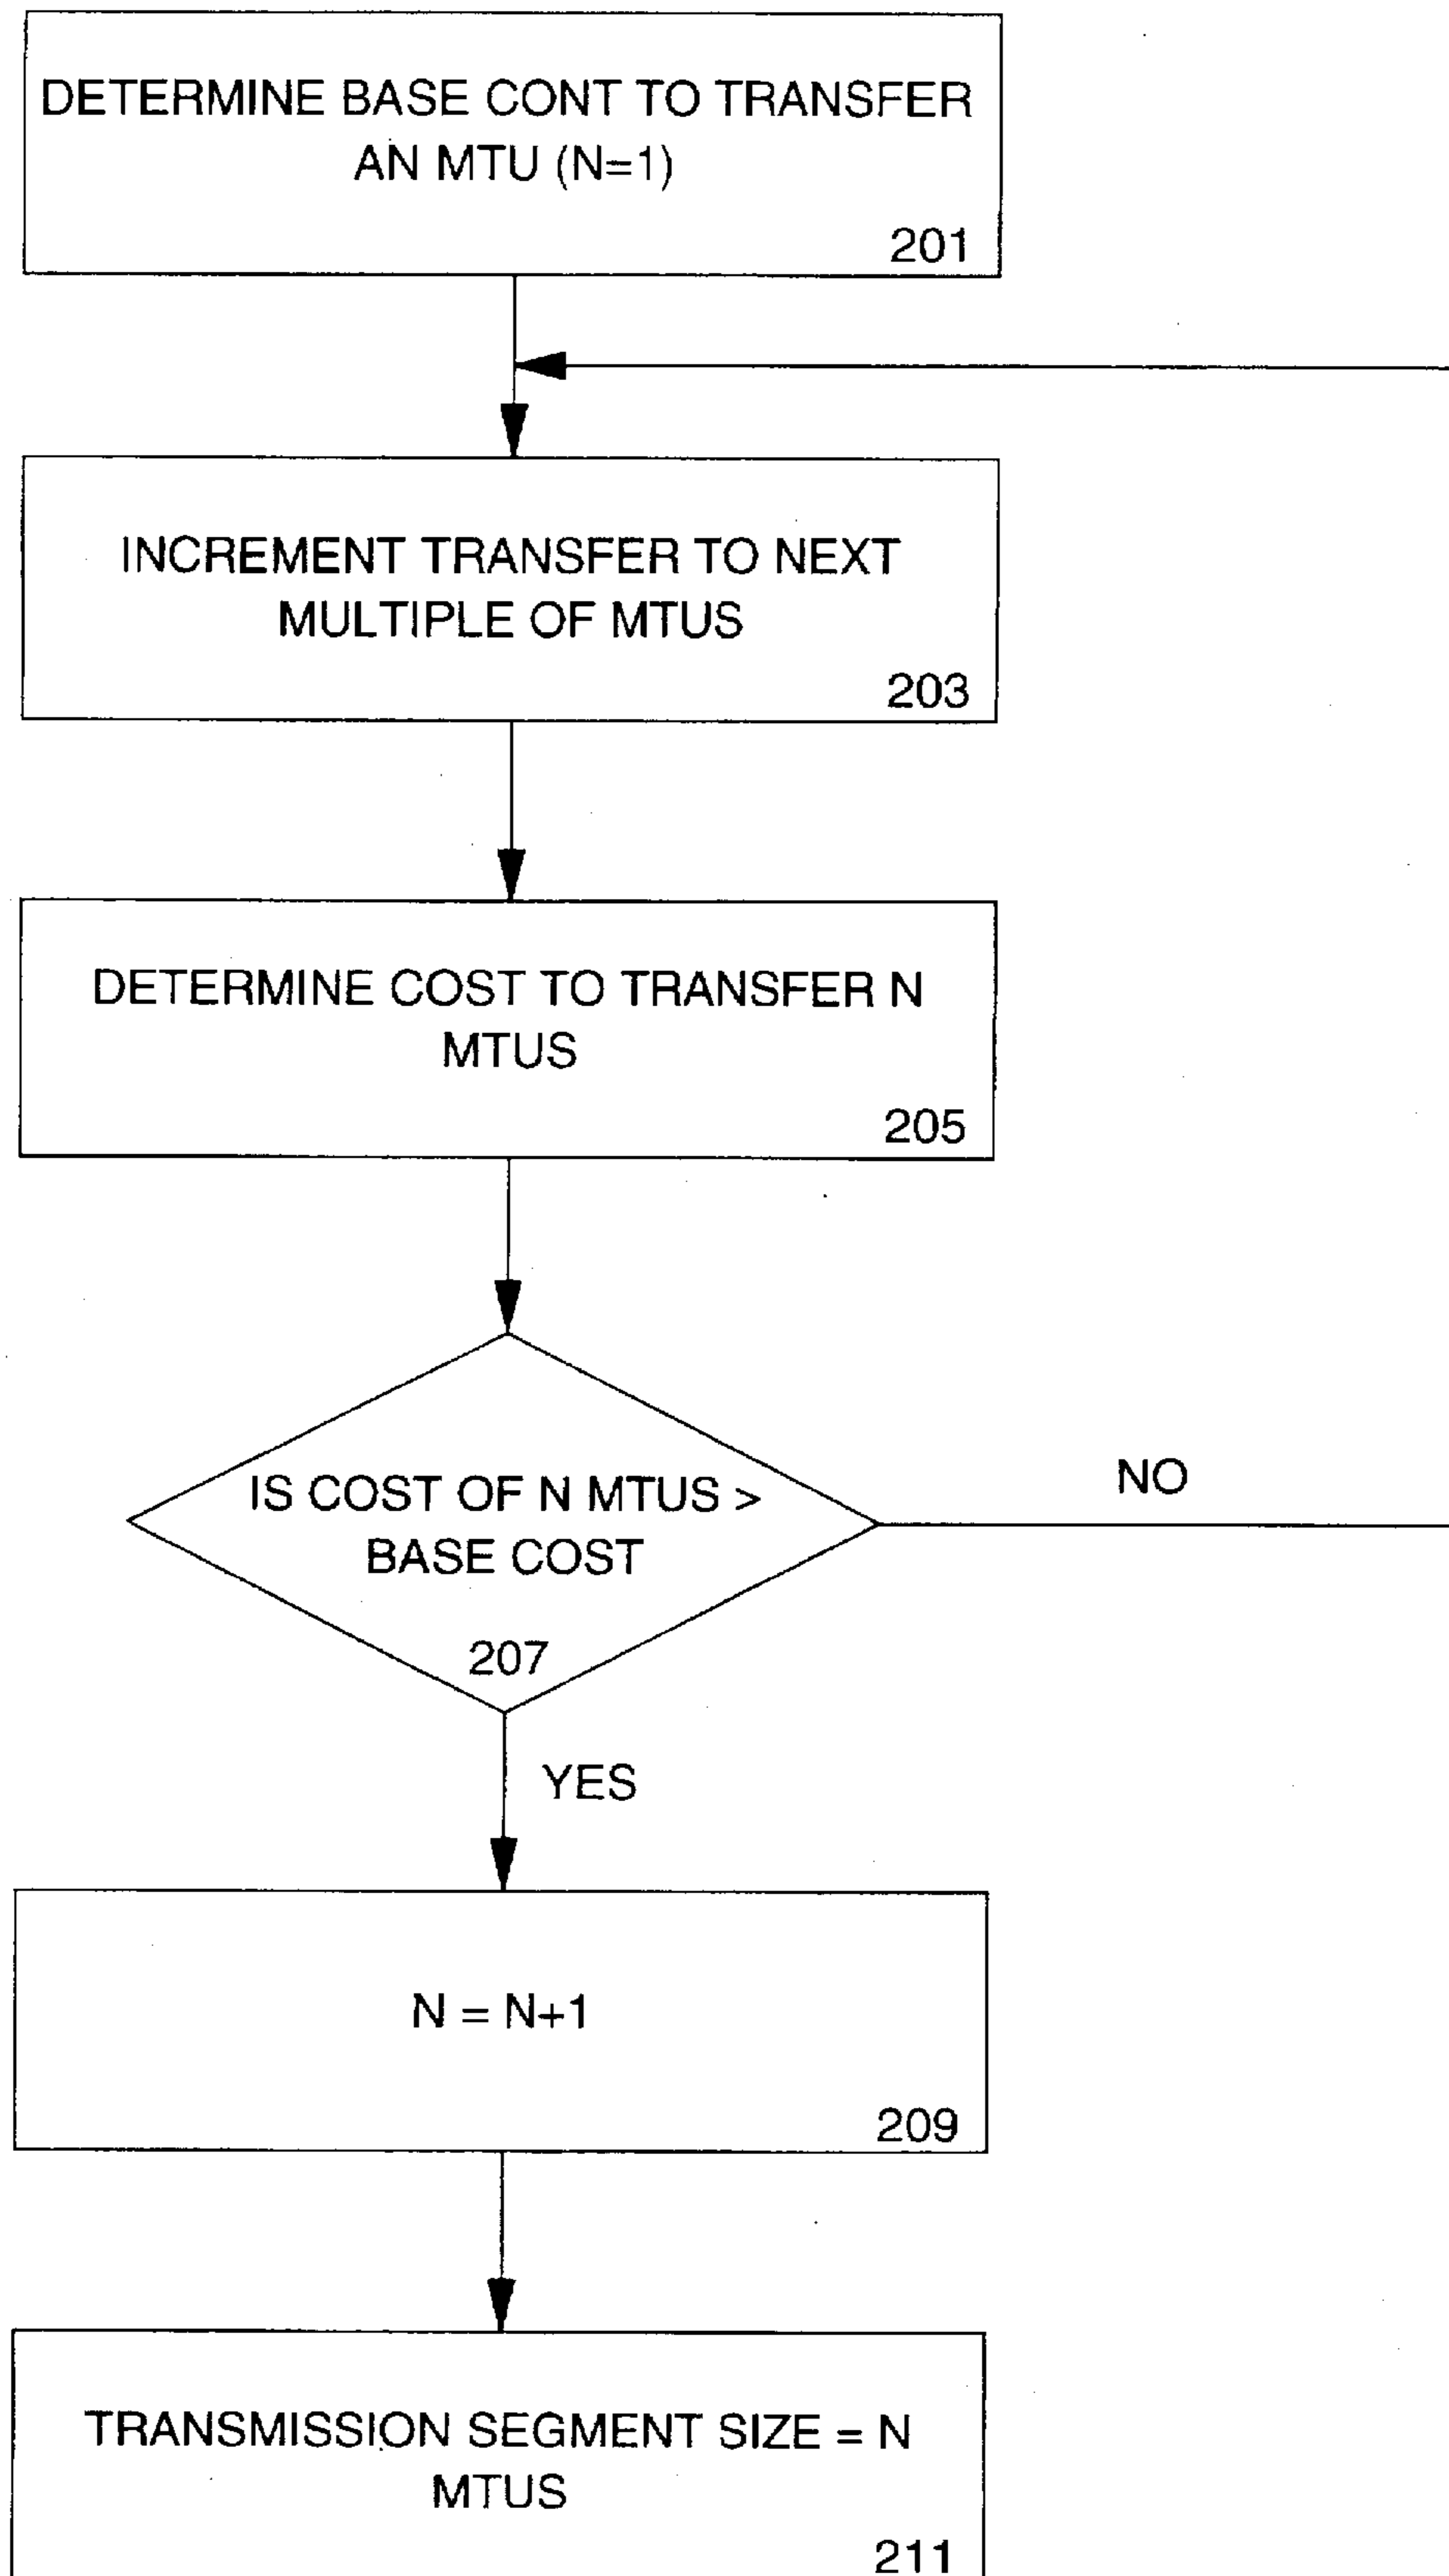 DETERMINE BASE CONT TO TRANSFER
AN MTU (N=1)
201
INCREMENT TRANSFER TO NEXT
MULTIPLE OF MTUS
203
DETERMINE COST TO TRANSFER N
MTUS
205
IS COST OF N MTUS >
BASE COST
207
NO
YES
N = N+1
209
TRANSMISSION SEGMENT SIZE = N
MTUS
211